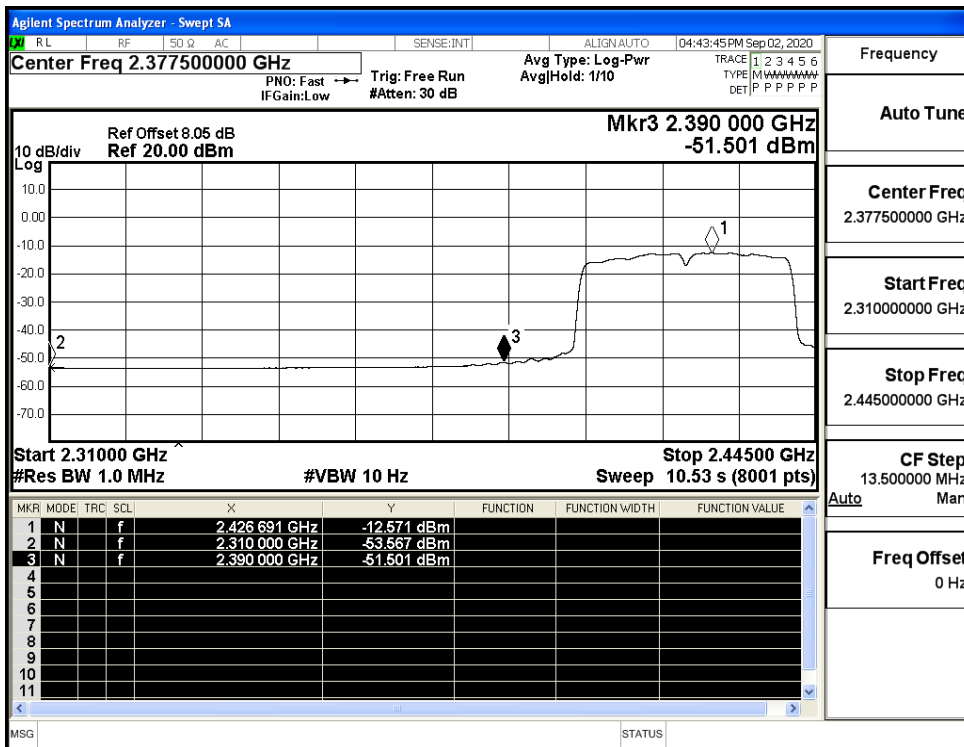 Agilent Spectrum Analyzer - Swept SA
LXI RL RF 50 Ω AC SENSE:INT ALIGNAUTO 04:43:45 PM Sep 02, 2020
Center Freq 2.377500000 GHz
PNO: Fast
IFGain:Low
Trig: Free Run
#Atten: 30 dB
Avg Type: Log-Pwr
Avg|Hold: 1/10
TRACE 1 2 3 4 5 6
TYPE M WWWWW
DET P P P P P P
Ref Offset 8.05 dB
10 dB/div Ref 20.00 dBm
Log
Mkr3 2.390 000 GHz
-51.501 dBm
10.0
0.00
-10.0
-20.0
-30.0
-40.0
-50.0
-60.0
-70.0
1
2
3
Start 2.31000 GHz Stop 2.44500 GHz
#Res BW 1.0 MHz #VBW 10 Hz Sweep 10.53 s (8001 pts)
MKR MODE TRC SCL X Y FUNCTION FUNCTION WIDTH FUNCTION VALUE
1 N f 2.426 691 GHz -12.571 dBm
2 N f 2.310 000 GHz -53.567 dBm
3 N f 2.390 000 GHz -51.501 dBm
4
5
6
7
8
9
10
11
MSG STATUS
Frequency
Auto Tune
Center Freq
2.377500000 GHz
Start Freq
2.310000000 GHz
Stop Freq
2.445000000 GHz
CF Step
13.500000 MHz
Auto Man
Freq Offset
0 Hz